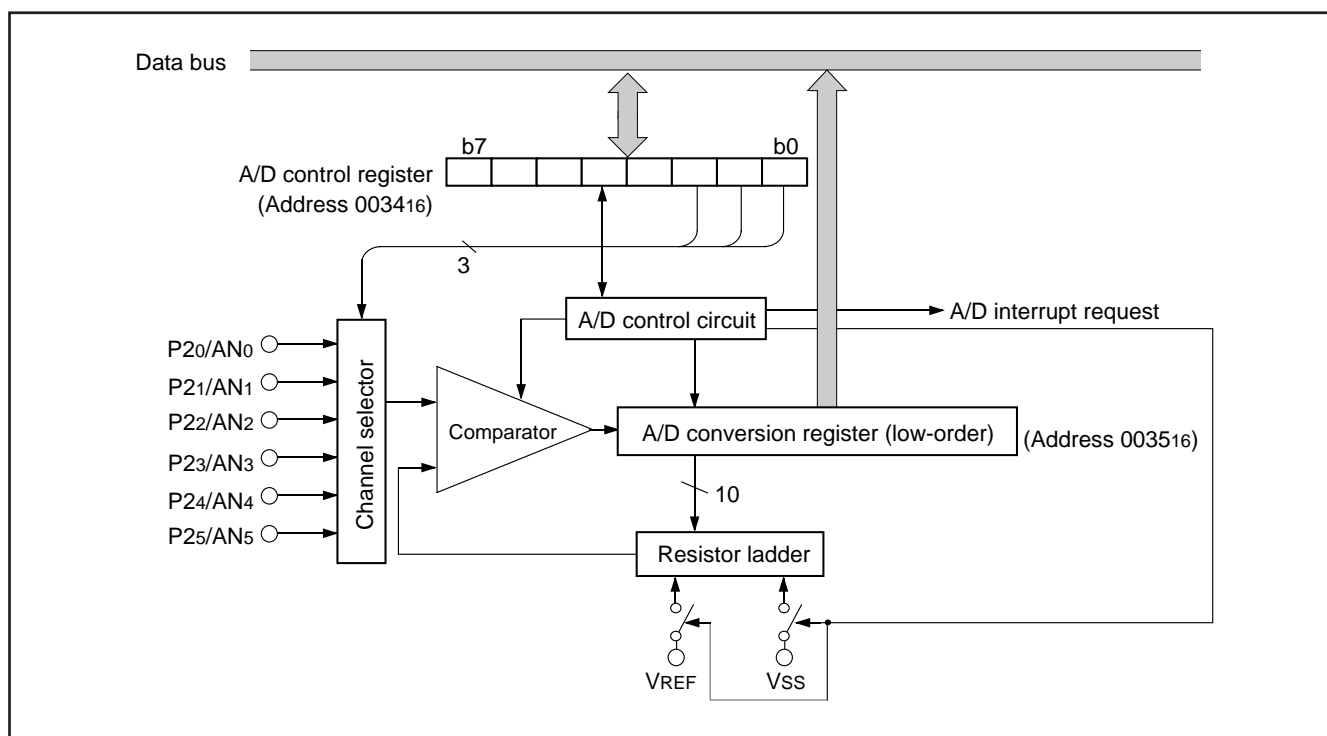 Data bus
b7 b0
A/D control register
(Address 003416)
3
A/D control circuit
A/D interrupt request
P20/AN0
P21/AN1
P22/AN2
P23/AN3
P24/AN4
P25/AN5
Channel selector
Comparator
A/D conversion register (low-order)
(Address 003516)
10
Resistor ladder
VREF
VSS